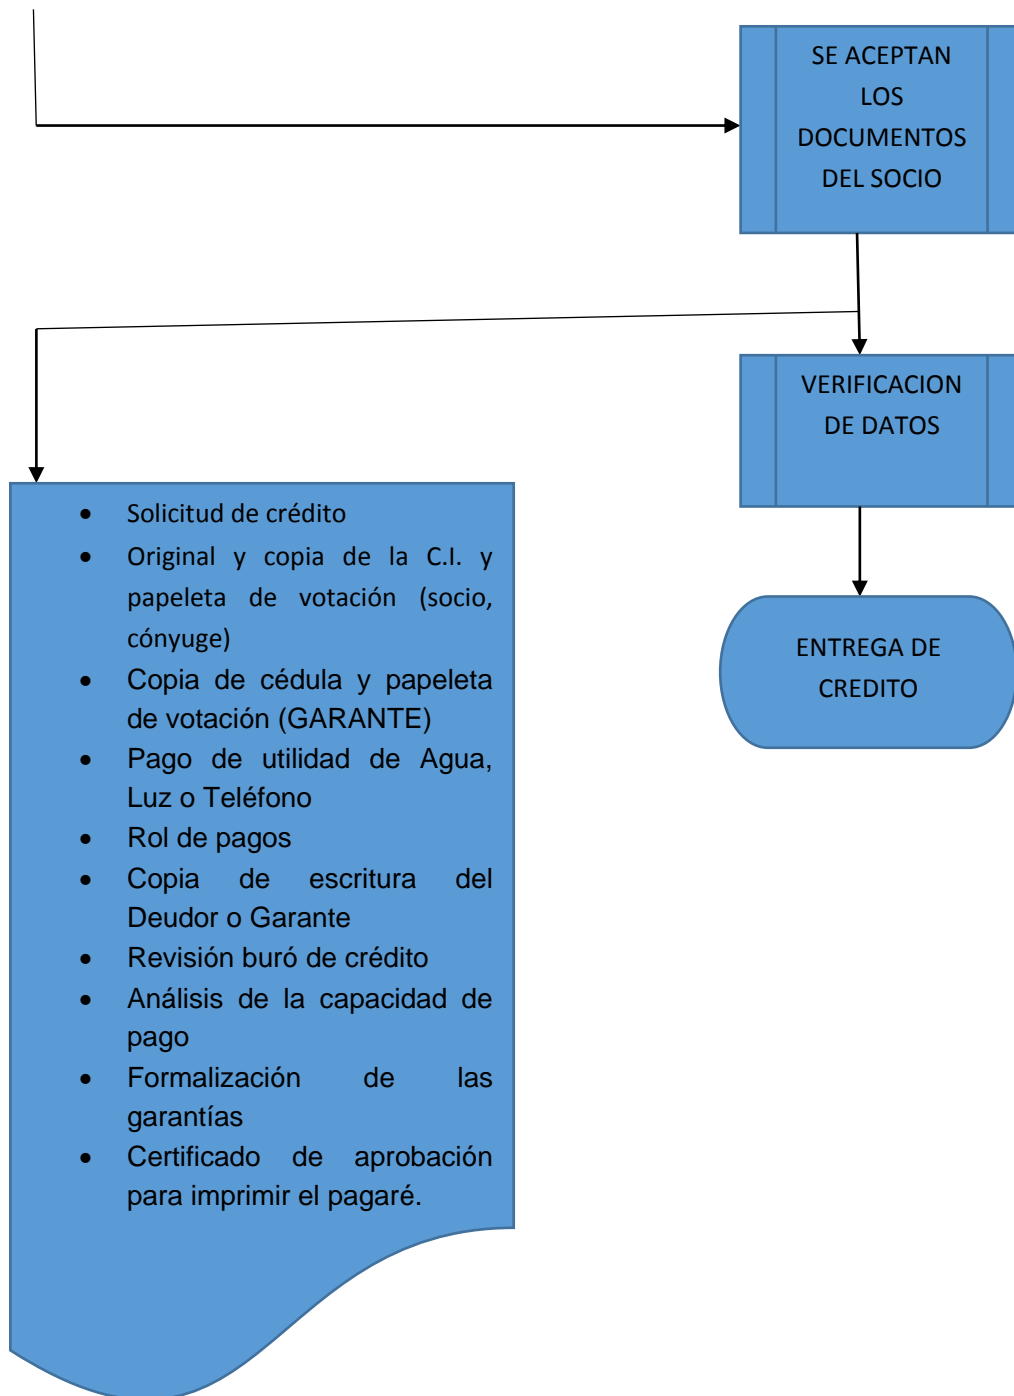 SE ACEPTAN
LOS
DOCUMENTOS
DEL SOCIO
VERIFICACION
DE DATOS
ENTREGA DE
CREDITO
• Solicitud de crédito
• Original y copia de la C.I. y
papeleta de votación (socio,
cónyuge)
• Copia de cédula y papeleta
de votación (GARANTE)
• Pago de utilidad de Agua,
Luz o Teléfono
• Rol de pagos
• Copia de escritura del
Deudor o Garante
• Revisión buró de crédito
• Análisis de la capacidad de
pago
• Formalización de las
garantías
• Certificado de aprobación
para imprimir el pagaré.